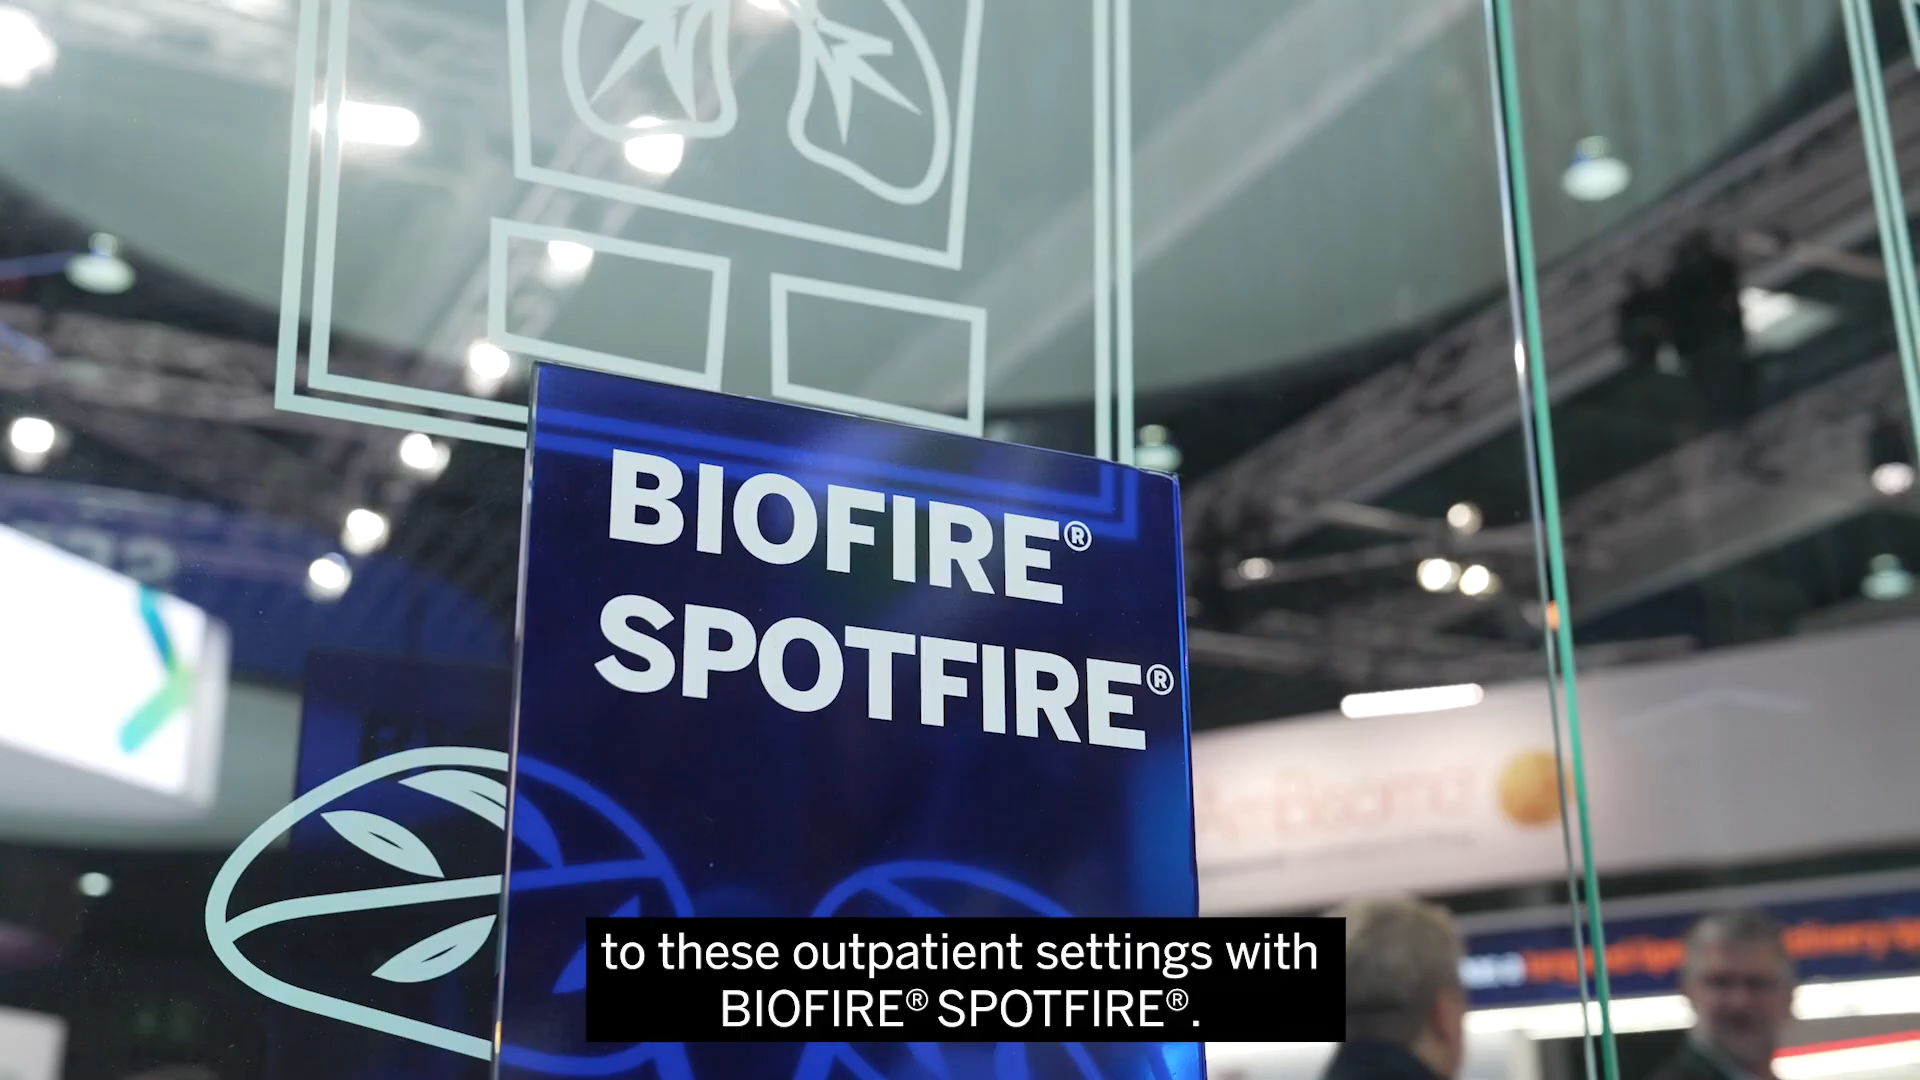 BIOFIRE®
SPOTFIRE®
to these outpatient settings with
BIOFIRE® SPOTFIRE®.